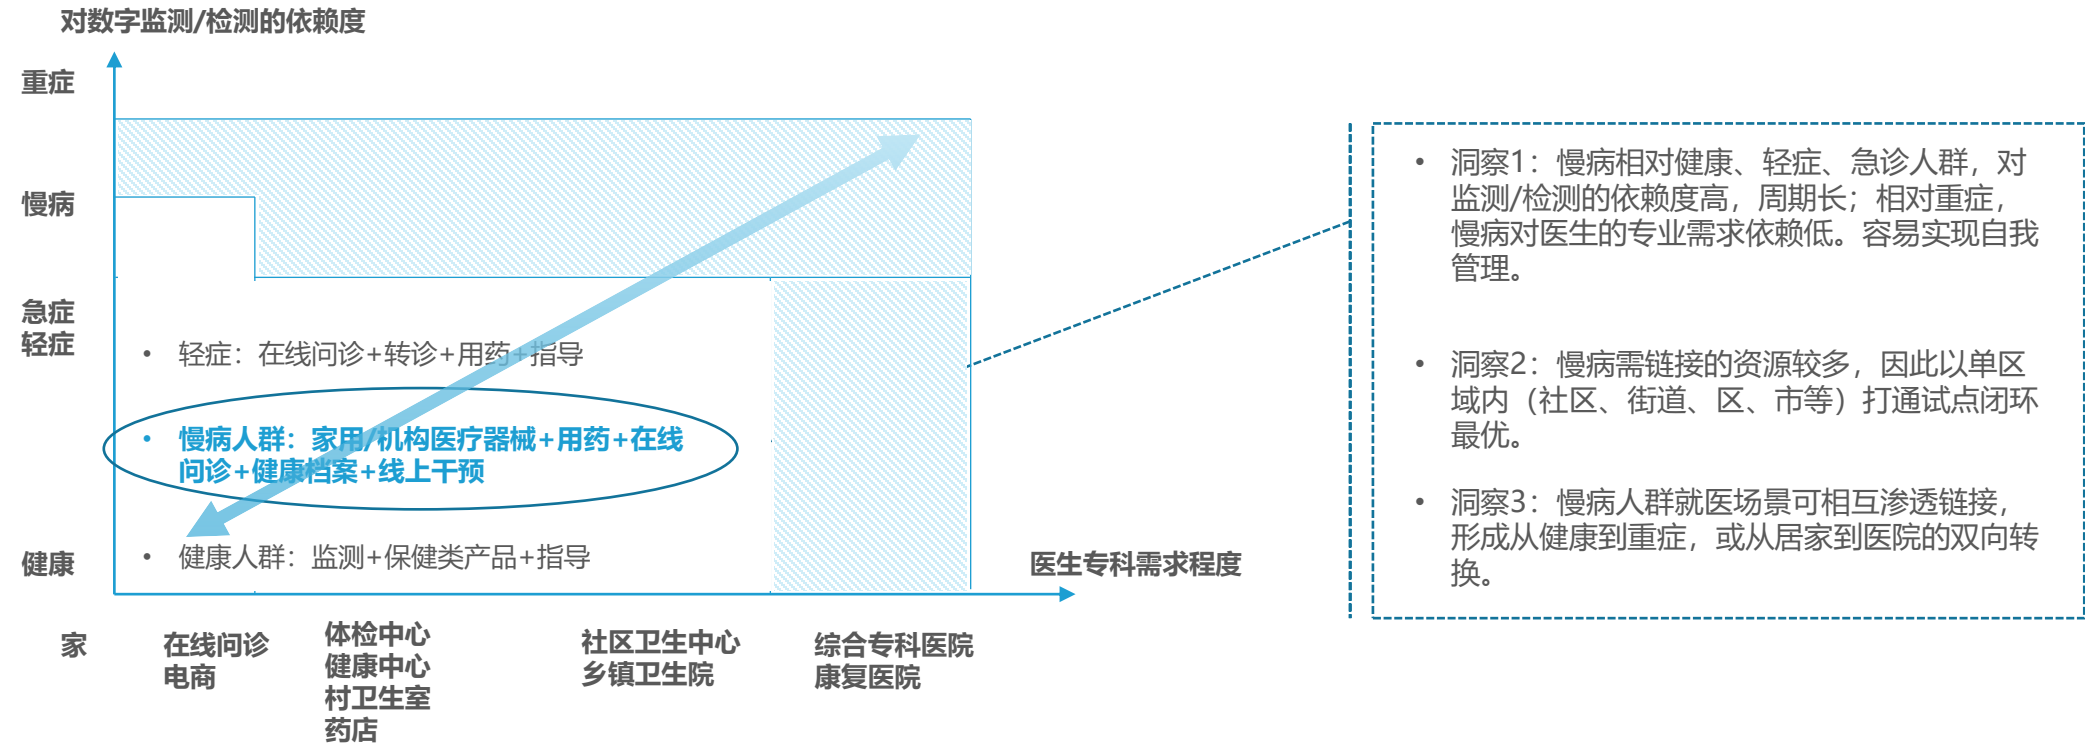 对数字监测/检测的依赖度
重症
慢病
急症
轻症
健康
• 轻症：在线问诊+转诊+用药+指导
• 慢病人群：家用/机构医疗器械+用药+在线
问诊+健康档案+线上干预
• 健康人群：监测+保健类产品+指导
医生专科需求程度
家
在线问诊
电商
体检中心
健康中心
村卫生室
药店
社区卫生中心
乡镇卫生院
综合专科医院
康复医院
• 洞察1：慢病相对健康、轻症、急诊人群，对
监测/检测的依赖度高，周期长；相对重症，
慢病对医生的专业需求依赖低。容易实现自我
管理。
• 洞察2：慢病需链接的资源较多，因此以单区
域内（社区、街道、区、市等）打通试点闭环
最优。
• 洞察3：慢病人群就医场景可相互渗透链接，
形成从健康到重症，或从居家到医院的双向转
换。